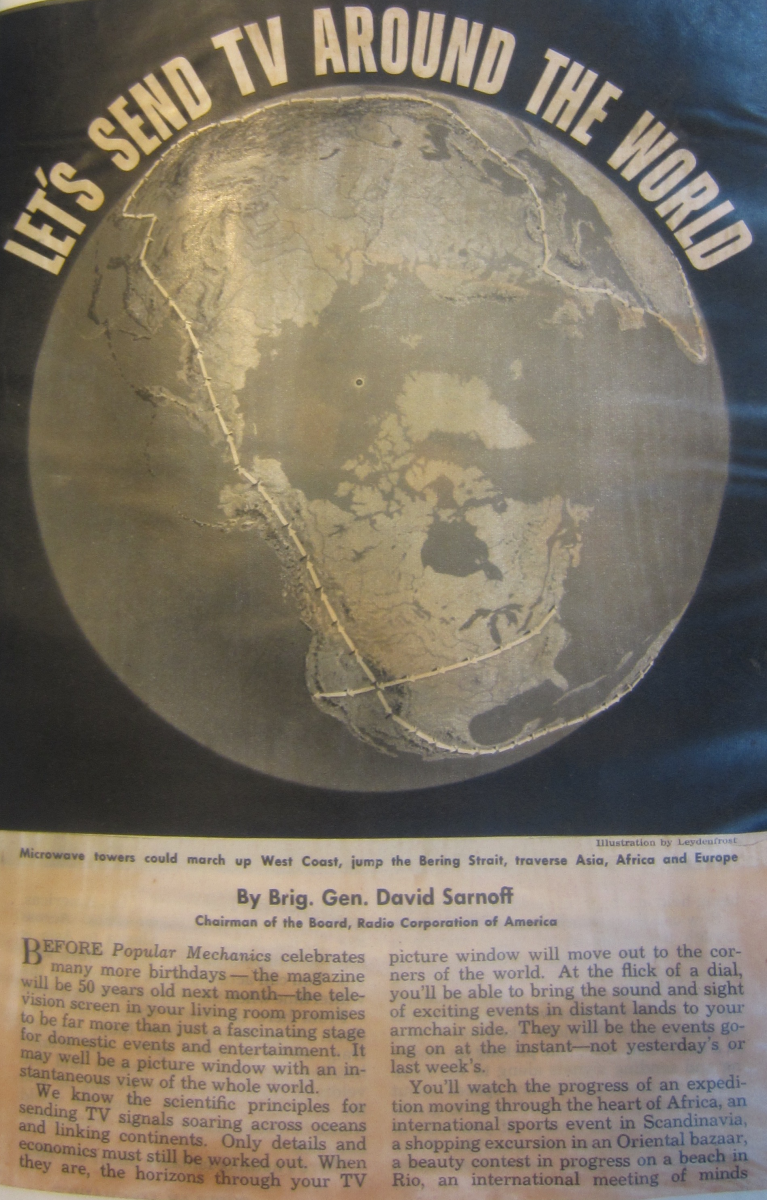 LET'S SEND TV AROUND THE WORLD
Illustration by Leydenfrost
Microwave towers could march up West Coast, jump the Bering Strait, traverse Asia, Africa and Europe
By Brig. Gen. David Sarnoff
Chairman of the Board, Radio Corporation of America
BEFORE Popular Mechanics celebrates
many more birthdays—the magazine
will be 50 years old next month—the tele-
vision screen in your living room promises
to be far more than just a fascinating stage
for domestic events and entertainment. It
may well be a picture window with an in-
stantaneous view of the whole world.
We know the scientific principles for
sending TV signals soaring across oceans
and linking continents. Only details and
economics must still be worked out. When
they are, the horizons through your TV
picture window will move out to the cor-
ners of the world. At the flick of a dial,
you'll be able to bring the sound and sight
of exciting events in distant lands to your
armchair side. They will be the events go-
ing on at the instant—not yesterday's or
last week's.
You'll watch the progress of an expedi-
tion moving through the heart of Africa, an
international sports event in Scandinavia,
a shopping excursion in an Oriental bazaar,
a beauty contest in progress on a beach in
Rio, an international meeting of minds